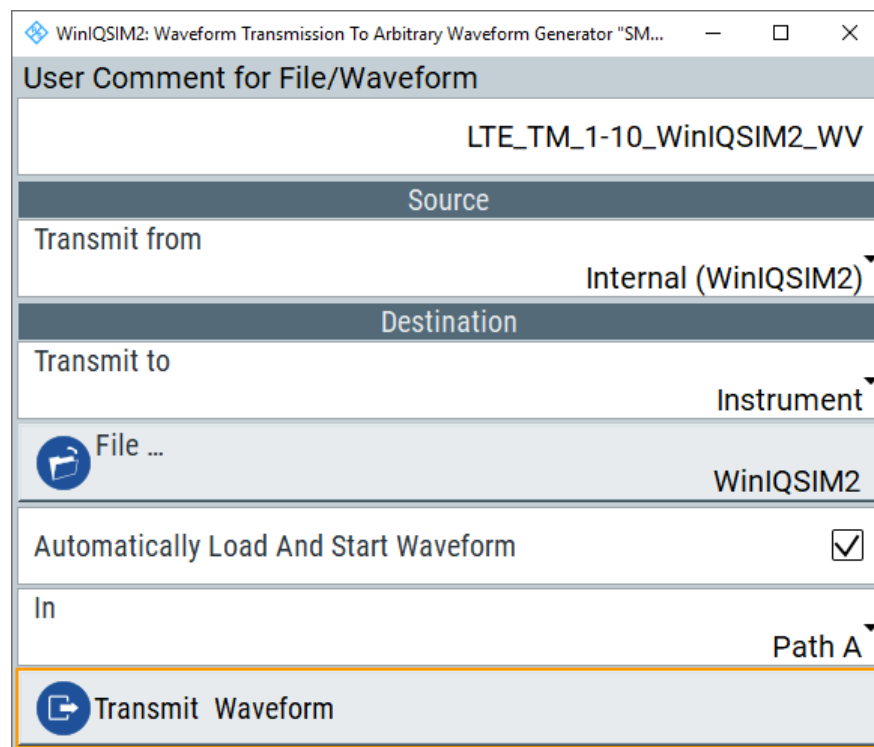 WinIQSIM2: Waveform Transmission To Arbitrary Waveform Generator "SM...
User Comment for File/Waveform
LTE_TM_1-10_WinIQSIM2_WV
Source
Transmit from
Internal (WinIQSIM2)
Destination
Transmit to
Instrument
File ...
WinIQSIM2
Automatically Load And Start Waveform
In
Path A
Transmit Waveform